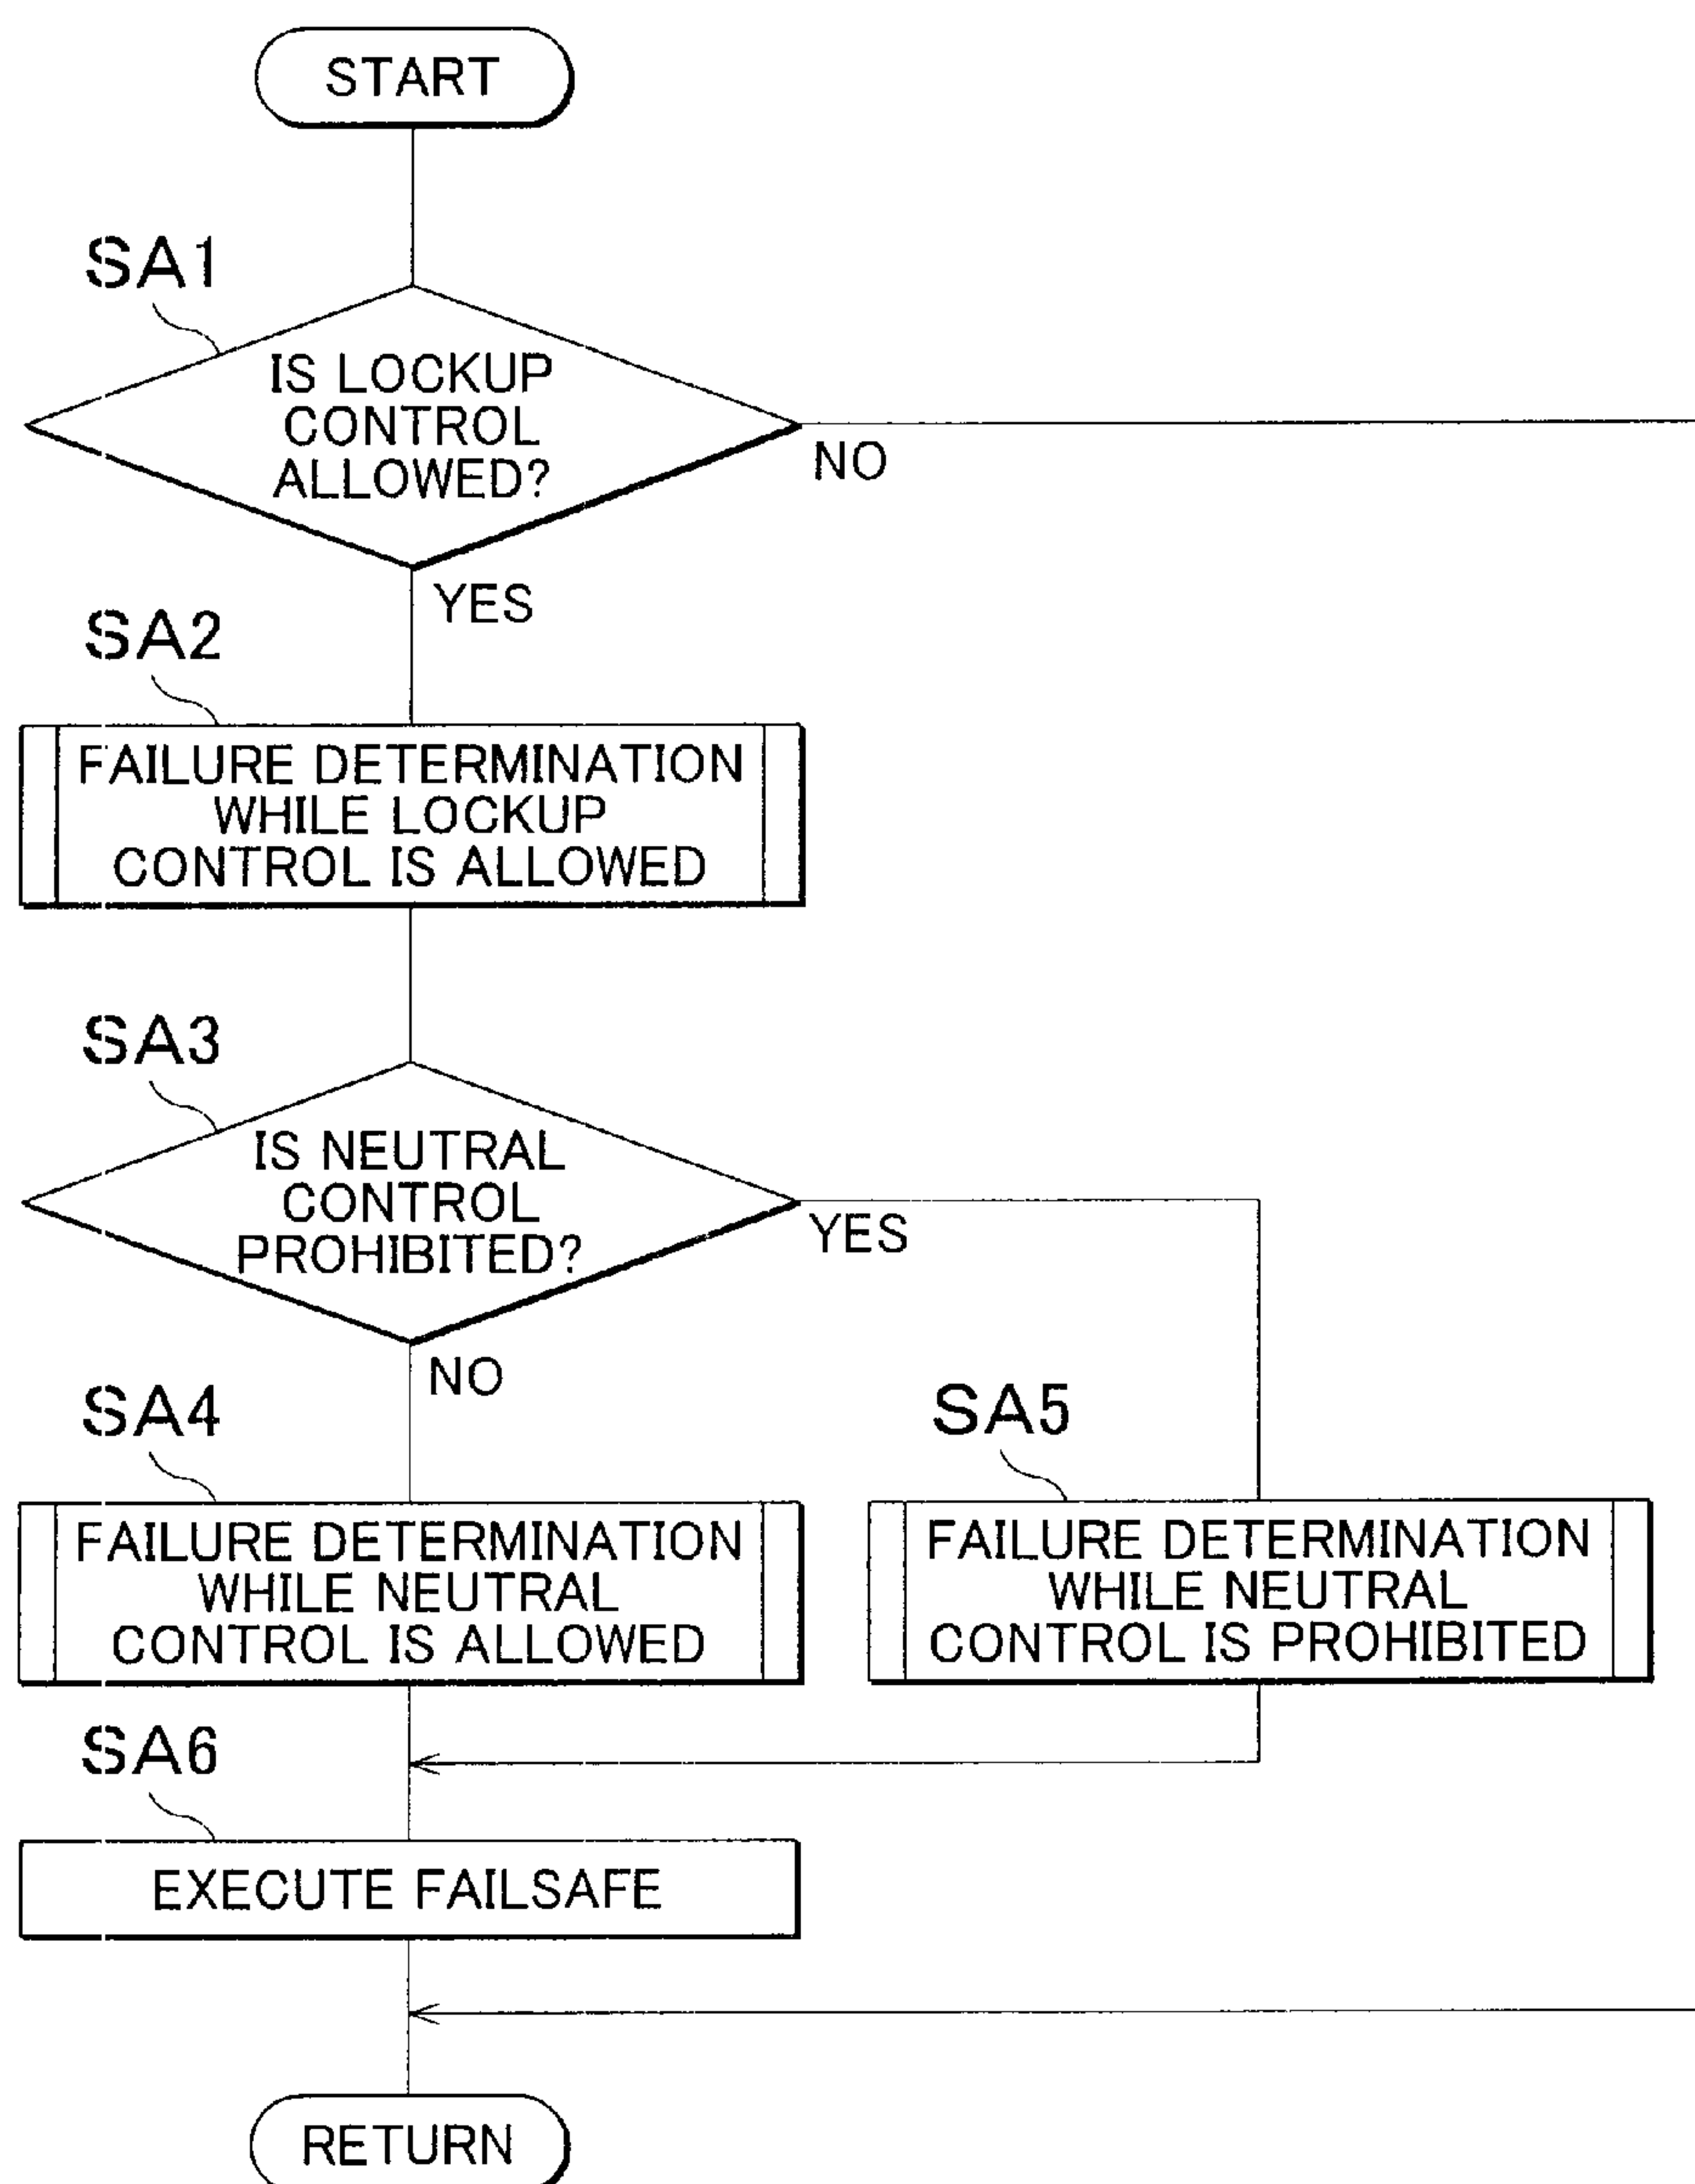 START
SA1
IS LOCKUP
CONTROL
ALLOWED?
NO
YES
SA2
FAILURE DETERMINATION
WHILE LOCKUP
CONTROL IS ALLOWED
SA3
IS NEUTRAL
CONTROL
PROHIBITED?
YES
NO
SA4
FAILURE DETERMINATION
WHILE NEUTRAL
CONTROL IS ALLOWED
SA5
FAILURE DETERMINATION
WHILE NEUTRAL
CONTROL IS PROHIBITED
SA6
EXECUTE FAILSAFE
RETURN